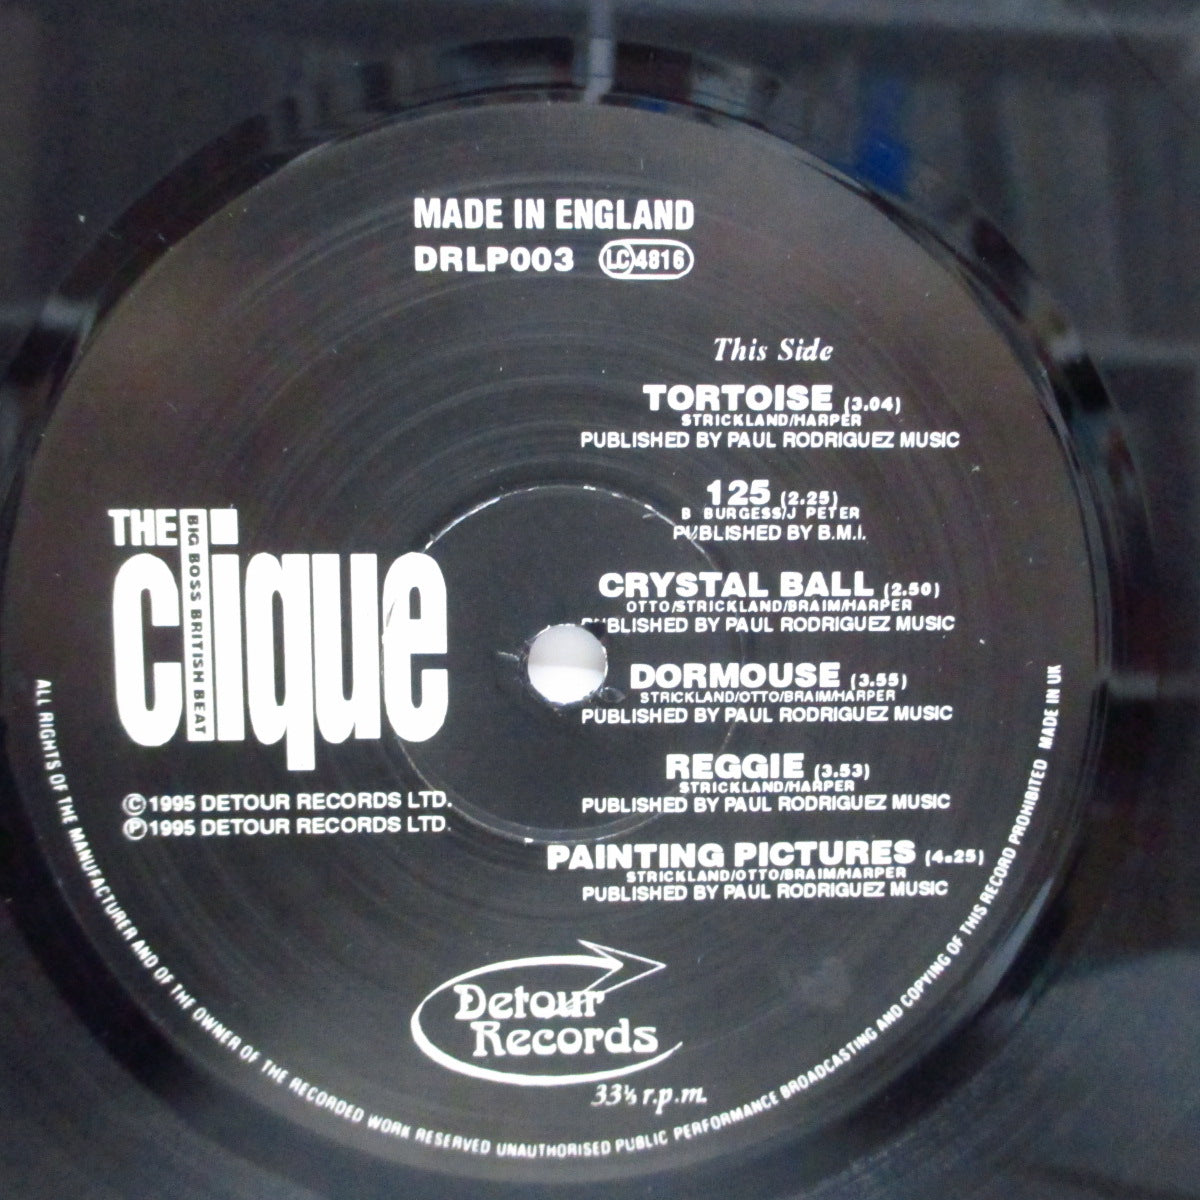 MADE IN ENGLAND
DRLP003 LC 4816
This Side
TORTOISE (3.04)
STRICKLAND/HARPER
PUBLISHED BY PAUL RODRIGUEZ MUSIC
125 (2.25)
B BURGESS/J PETER
PUBLISHED BY B.M.I.
CRYSTAL BALL (2.50)
OTTO/STRICKLAND/BRAIM/HARPER
PUBLISHED BY PAUL RODRIGUEZ MUSIC
DORMOUSE (3.55)
STRICKLAND/OTTO/BRAIM/HARPER
PUBLISHED BY PAUL RODRIGUEZ MUSIC
REGGIE (3.53)
STRICKLAND/HARPER
PUBLISHED BY PAUL RODRIGUEZ MUSIC
PAINTING PICTURES (4.25)
STRICKLAND/OTTO/BRAIM/HARPER
PUBLISHED BY PAUL RODRIGUEZ MUSIC
THE
clique
BIG BOSS BRITISH BEAT
© 1995 DETOUR RECORDS LTD.
℗ 1995 DETOUR RECORDS LTD.
Detour
Records
33⅓ r.p.m.
ALL RIGHTS OF THE MANUFACTURER AND OF THE OWNER OF THE RECORDED WORK RESERVED UNAUTHORISED PUBLIC PERFORMANCE BROADCASTING AND COPYING OF THIS RECORD PROHIBITED MADE IN UK